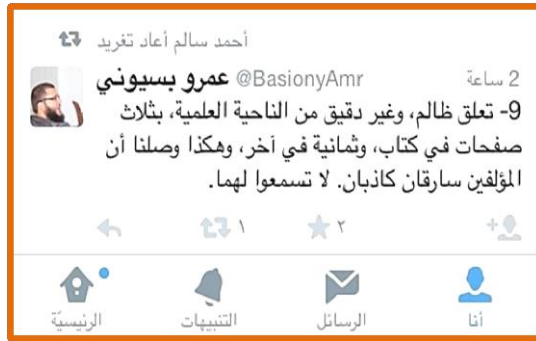 أحمد سالم أعاد تغريد
عمرو بسيوني @BasionyAmr 2 ساعة
9- تعلق ظالم، وغير دقيق من الناحية العلمية، بثلاث
صفحات في كتاب، وثمانية في آخر، وهكذا وصلنا أن
المؤلفين سارقان كاذبان. لا تسمعوا لهما.
١ ٢
الرئيسيّة التنبيهات الرسائل أنا